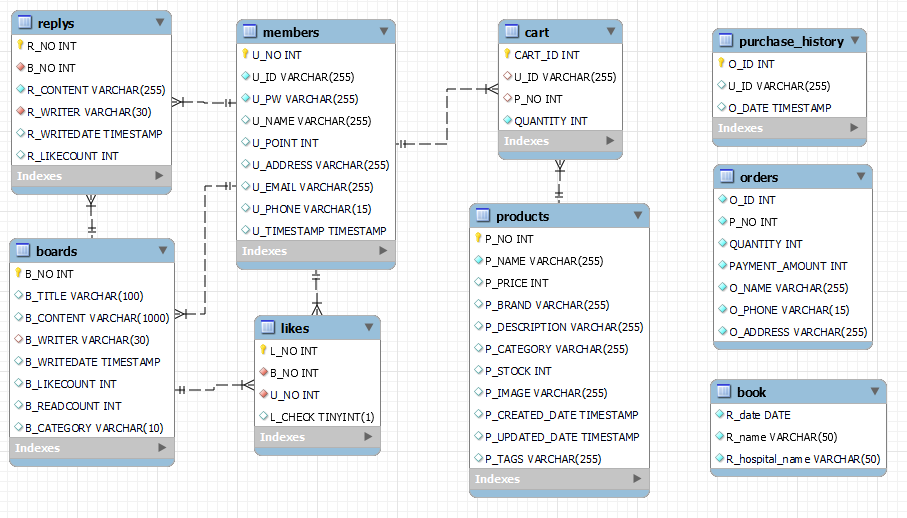 replys
R_NO INT
B_NO INT
R_CONTENT VARCHAR(255)
R_WRITER VARCHAR(30)
R_WRITEDATE TIMESTAMP
R_LIKECOUNT INT
Indexes
boards
B_NO INT
B_TITLE VARCHAR(100)
B_CONTENT VARCHAR(1000)
B_WRITER VARCHAR(30)
B_WRITEDATE TIMESTAMP
B_LIKECOUNT INT
B_READCOUNT INT
B_CATEGORY VARCHAR(10)
Indexes
members
U_NO INT
U_ID VARCHAR(255)
U_PW VARCHAR(255)
U_NAME VARCHAR(255)
U_POINT INT
U_ADDRESS VARCHAR(255)
U_EMAIL VARCHAR(255)
U_PHONE VARCHAR(15)
U_TIMESTAMP TIMESTAMP
Indexes
likes
L_NO INT
B_NO INT
U_NO INT
L_CHECK TINYINT(1)
Indexes
cart
CART_ID INT
U_ID VARCHAR(255)
P_NO INT
QUANTITY INT
Indexes
products
P_NO INT
P_NAME VARCHAR(255)
P_PRICE INT
P_BRAND VARCHAR(255)
P_DESCRIPTION VARCHAR(255)
P_CATEGORY VARCHAR(255)
P_STOCK INT
P_IMAGE VARCHAR(255)
P_CREATED_DATE TIMESTAMP
P_UPDATED_DATE TIMESTAMP
P_TAGS VARCHAR(255)
Indexes
purchase_history
O_ID INT
U_ID VARCHAR(255)
O_DATE TIMESTAMP
Indexes
orders
O_ID INT
P_NO INT
QUANTITY INT
PAYMENT_AMOUNT INT
O_NAME VARCHAR(255)
O_PHONE VARCHAR(15)
O_ADDRESS VARCHAR(255)
book
R_date DATE
R_name VARCHAR(50)
R_hospital_name VARCHAR(50)